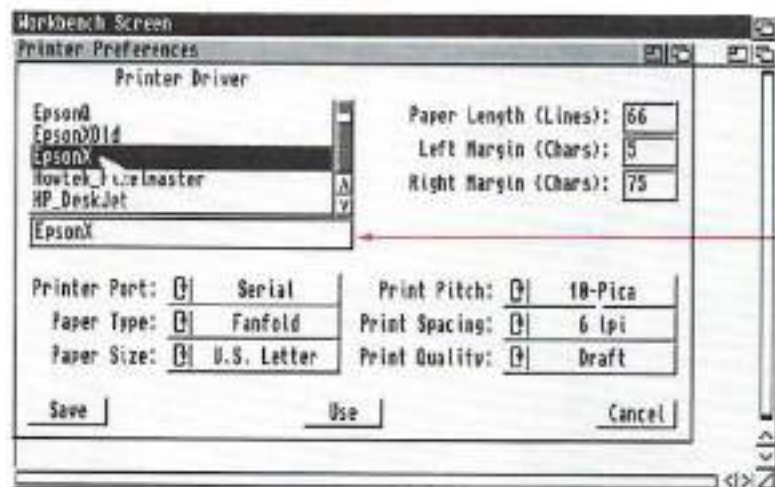 Workbench Screen
Printer Preferences
Printer Driver
EpsonQ
EpsonXOld
EpsonX
Howtek_Pixelmaster
HP_DeskJet
EpsonX
Paper Length (Lines): 66
Left Margin (Chars): 5
Right Margin (Chars): 75
Printer Port: Serial
Paper Type: Fanfold
Paper Size: U.S. Letter
Print Pitch: 10-Pica
Print Spacing: 6 lpi
Print Quality: Draft
Save
Use
Cancel